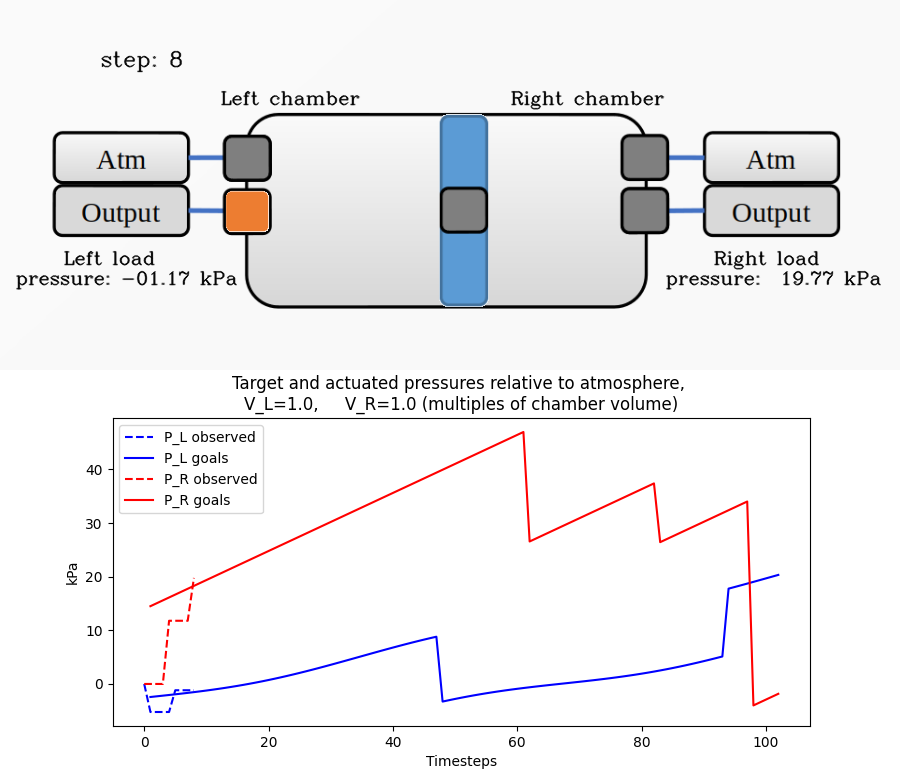 step: 8
Left chamber
Right chamber
Atm
Atm
Output
Output
Left load
pressure: -01.17 kPa
Right load
pressure:  19.77 kPa
Target and actuated pressures relative to atmosphere,
V_L=1.0,     V_R=1.0 (multiples of chamber volume)
P_L observed
P_L goals
P_R observed
P_R goals
kPa
40
30
20
10
0
0 20 40 60 80 100
Timesteps